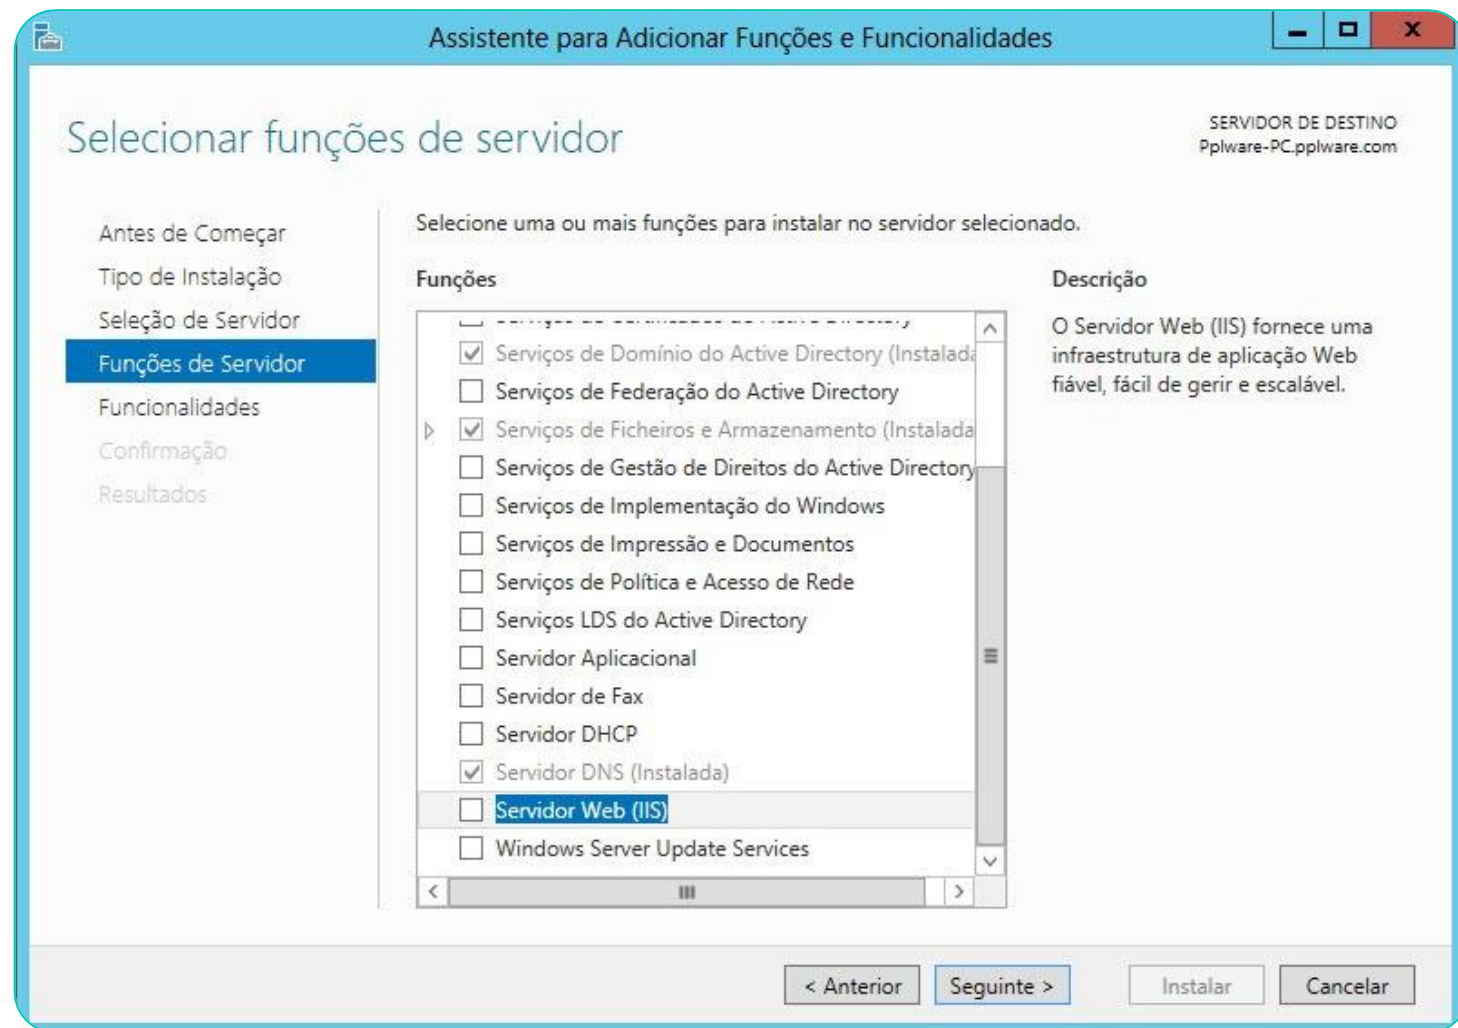 Assistente para Adicionar Funções e Funcionalidades
Selecionar funções de servidor
SERVIDOR DE DESTINO
Pplware-PC.pplware.com
Antes de Começar
Tipo de Instalação
Seleção de Servidor
Funções de Servidor
Funcionalidades
Confirmação
Resultados
Selecione uma ou mais funções para instalar no servidor selecionado.
Funções
Serviços de Domínio do Active Directory (Instalada
Serviços de Federação do Active Directory
Serviços de Ficheiros e Armazenamento (Instalada
Serviços de Gestão de Direitos do Active Directory
Serviços de Implementação do Windows
Serviços de Impressão e Documentos
Serviços de Política e Acesso de Rede
Serviços LDS do Active Directory
Servidor Aplicacional
Servidor de Fax
Servidor DHCP
Servidor DNS (Instalada)
Servidor Web (IIS)
Windows Server Update Services
Descrição
O Servidor Web (IIS) fornece uma
infraestrutura de aplicação Web
fiável, fácil de gerir e escalável.
< Anterior
Seguinte >
Instalar
Cancelar